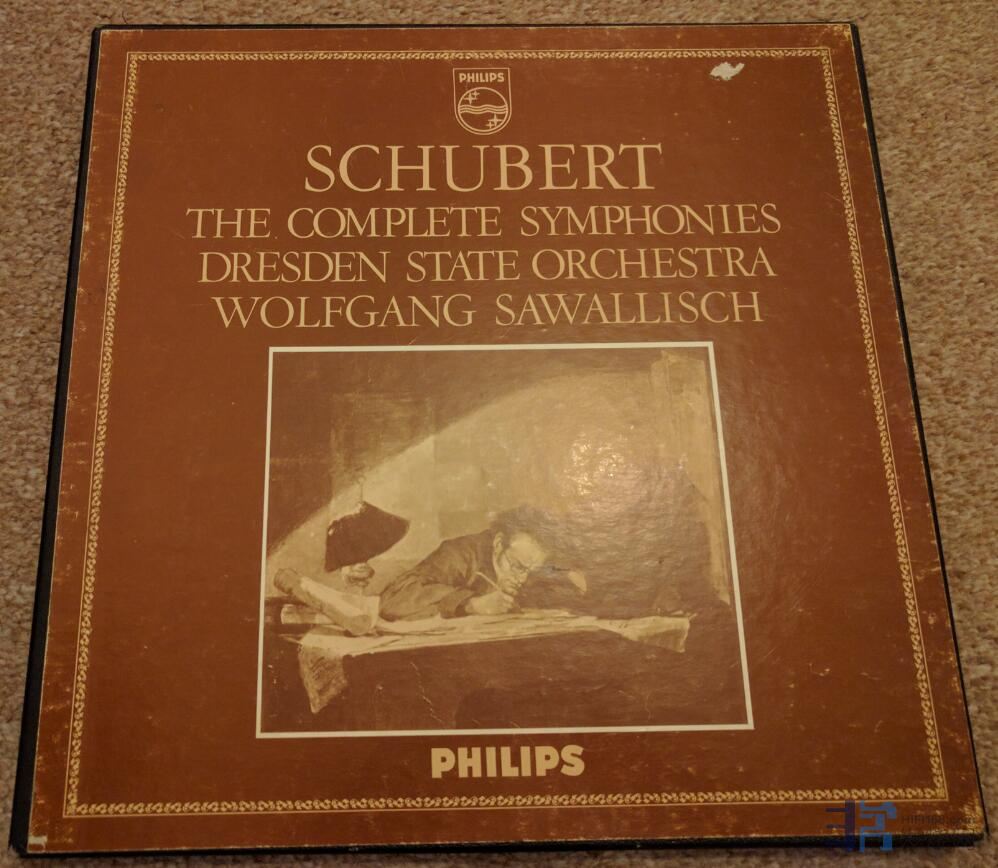 PHILIPS
SCHUBERT
THE COMPLETE SYMPHONIES
DRESDEN STATE ORCHESTRA
WOLFGANG SAWALLISCH
PHILIPS